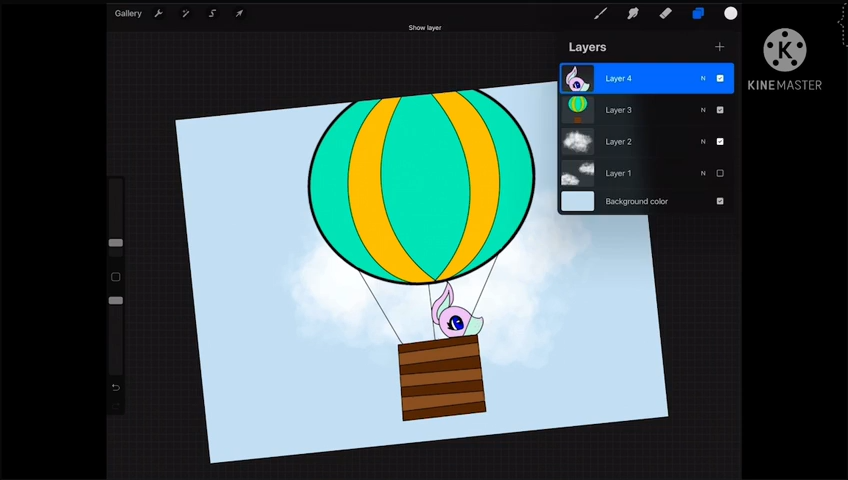 Gallery
Show layer
Layers
Layer 4 N
Layer 3 N
Layer 2 N
Layer 1 N
Background color
KINEMASTER